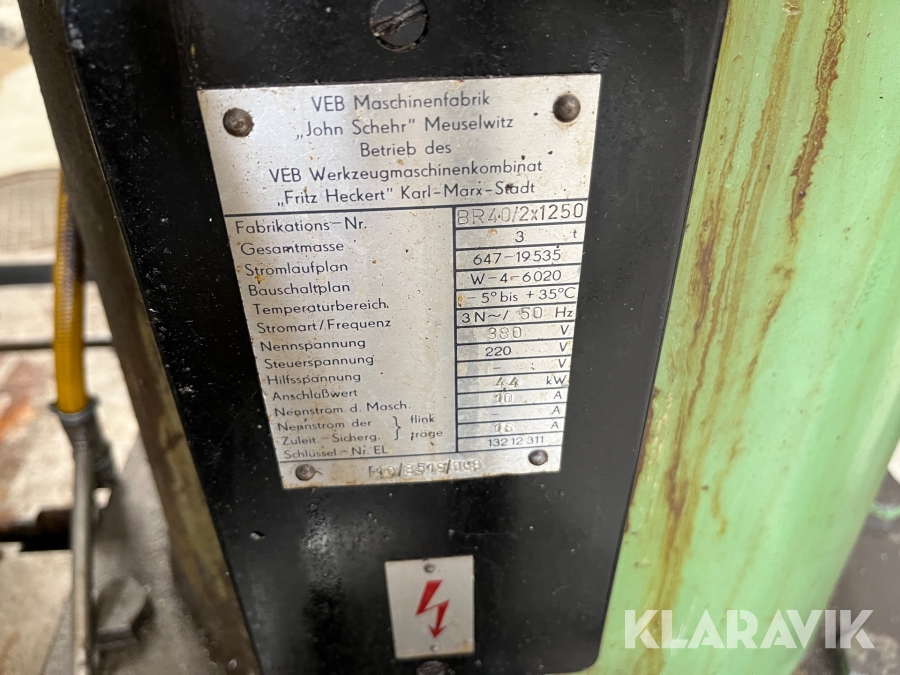 VEB Maschinenfabrik
„John Schehr" Meuselwitz
Betrieb des
VEB Werkzeugmaschinenkombinat
„Fritz Heckert" Karl-Marx-Stadt
Fabrikations-Nr. BR40/2x1250
Gesamtmasse 3 t
Stromlaufplan 647-19535
Bauschaltplan W-4-6020
Temperaturbereich. -5° bis +35°C
Stromart/Frequenz 3N~/ 50 Hz
Nennspannung 380 V
Steuerspannung 220 V
Hilfsspannung - V
Anschlaßwert 4,4 kW
Nennstrom d. Masch. 10 A
Nennstrom der } flink - A
Zuleit.-Sicherg. } träge 16 A
Schlüssel-Nr. EL 132 12 311
KLARAVIK